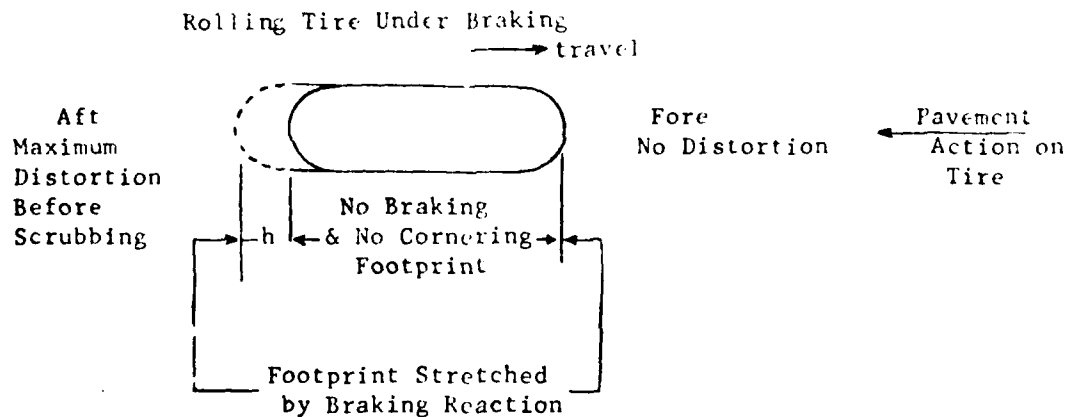 Rolling Tire Under Braking
travel
Aft
Maximum
Distortion
Before
Scrubbing
Fore
No Distortion
Pavement
Action on
Tire
h
No Braking
& No Cornering
Footprint
Footprint Stretched
by Braking Reaction